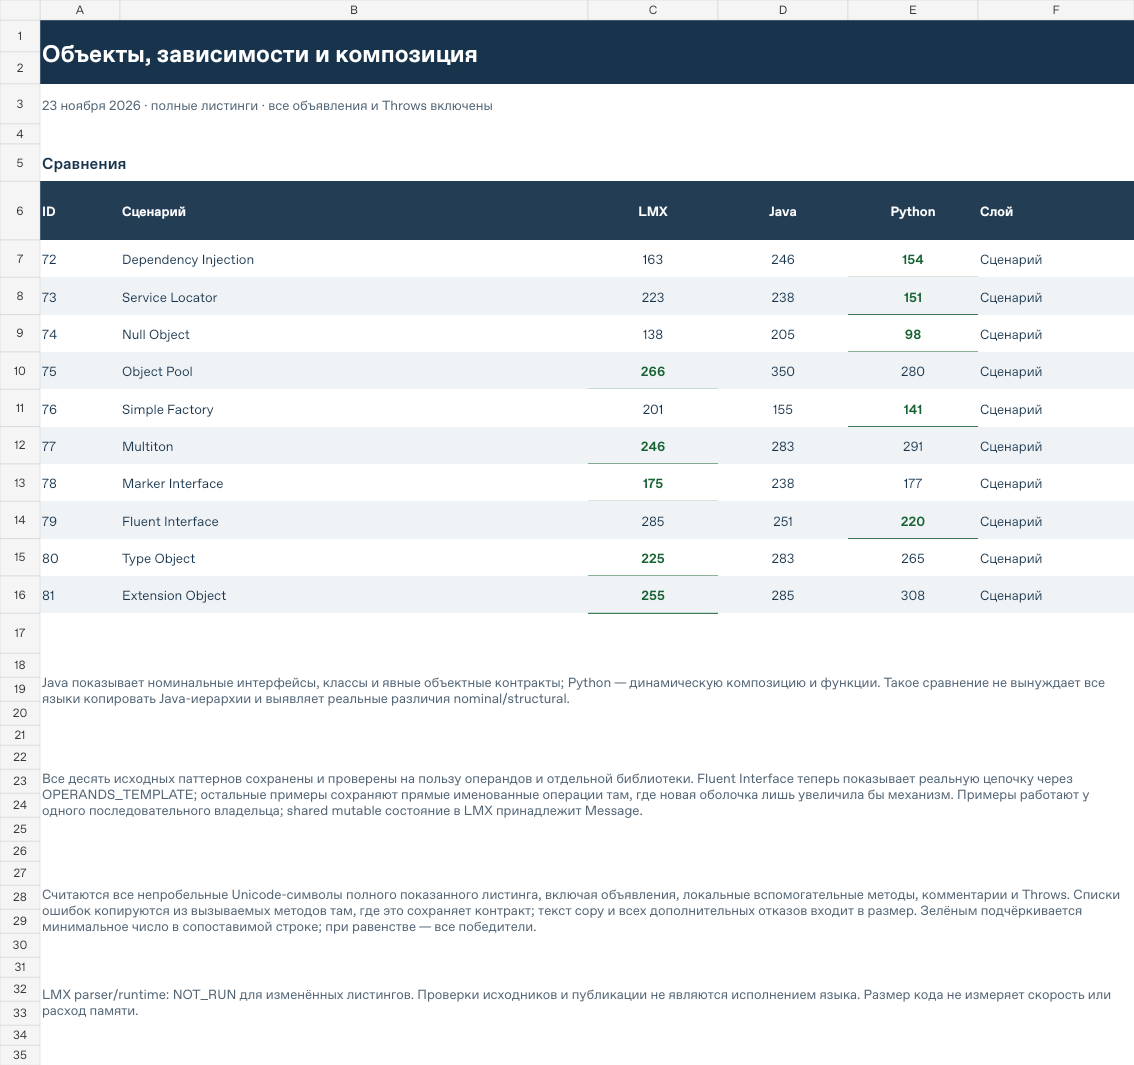 A B C D E F
1
2
Объекты, зависимости и композиция
3 23 ноября 2026 · полные листинги · все объявления и Throws включены
4
5 Сравнения
6 ID Сценарий LMX Java Python Слой
7 72 Dependency Injection 163 246 154 Сценарий
8 73 Service Locator 223 238 151 Сценарий
9 74 Null Object 138 205 98 Сценарий
10 75 Object Pool 266 350 280 Сценарий
11 76 Simple Factory 201 155 141 Сценарий
12 77 Multiton 246 283 291 Сценарий
13 78 Marker Interface 175 238 177 Сценарий
14 79 Fluent Interface 285 251 220 Сценарий
15 80 Type Object 225 283 265 Сценарий
16 81 Extension Object 255 285 308 Сценарий
17
18
19 Java показывает номинальные интерфейсы, классы и явные объектные контракты; Python — динамическую композицию и функции. Такое сравнение не вынуждает все
20 языки копировать Java-иерархии и выявляет реальные различия nominal/structural.
21
22
23 Все десять исходных паттернов сохранены и проверены на пользу операндов и отдельной библиотеки. Fluent Interface теперь показывает реальную цепочку через
24 OPERANDS_TEMPLATE; остальные примеры сохраняют прямые именованные операции там, где новая оболочка лишь увеличила бы механизм. Примеры работают у
25 одного последовательного владельца; shared mutable состояние в LMX принадлежит Message.
26
27
28 Считаются все непробельные Unicode-символы полного показанного листинга, включая объявления, локальные вспомогательные методы, комментарии и Throws. Списки
29 ошибок копируются из вызываемых методов там, где это сохраняет контракт; текст copy и всех дополнительных отказов входит в размер. Зелёным подчёркивается
30 минимальное число в сопоставимой строке; при равенстве — все победители.
31
32 LMX parser/runtime: NOT_RUN для изменённых листингов. Проверки исходников и публикации не являются исполнением языка. Размер кода не измеряет скорость или
33 расход памяти.
34
35